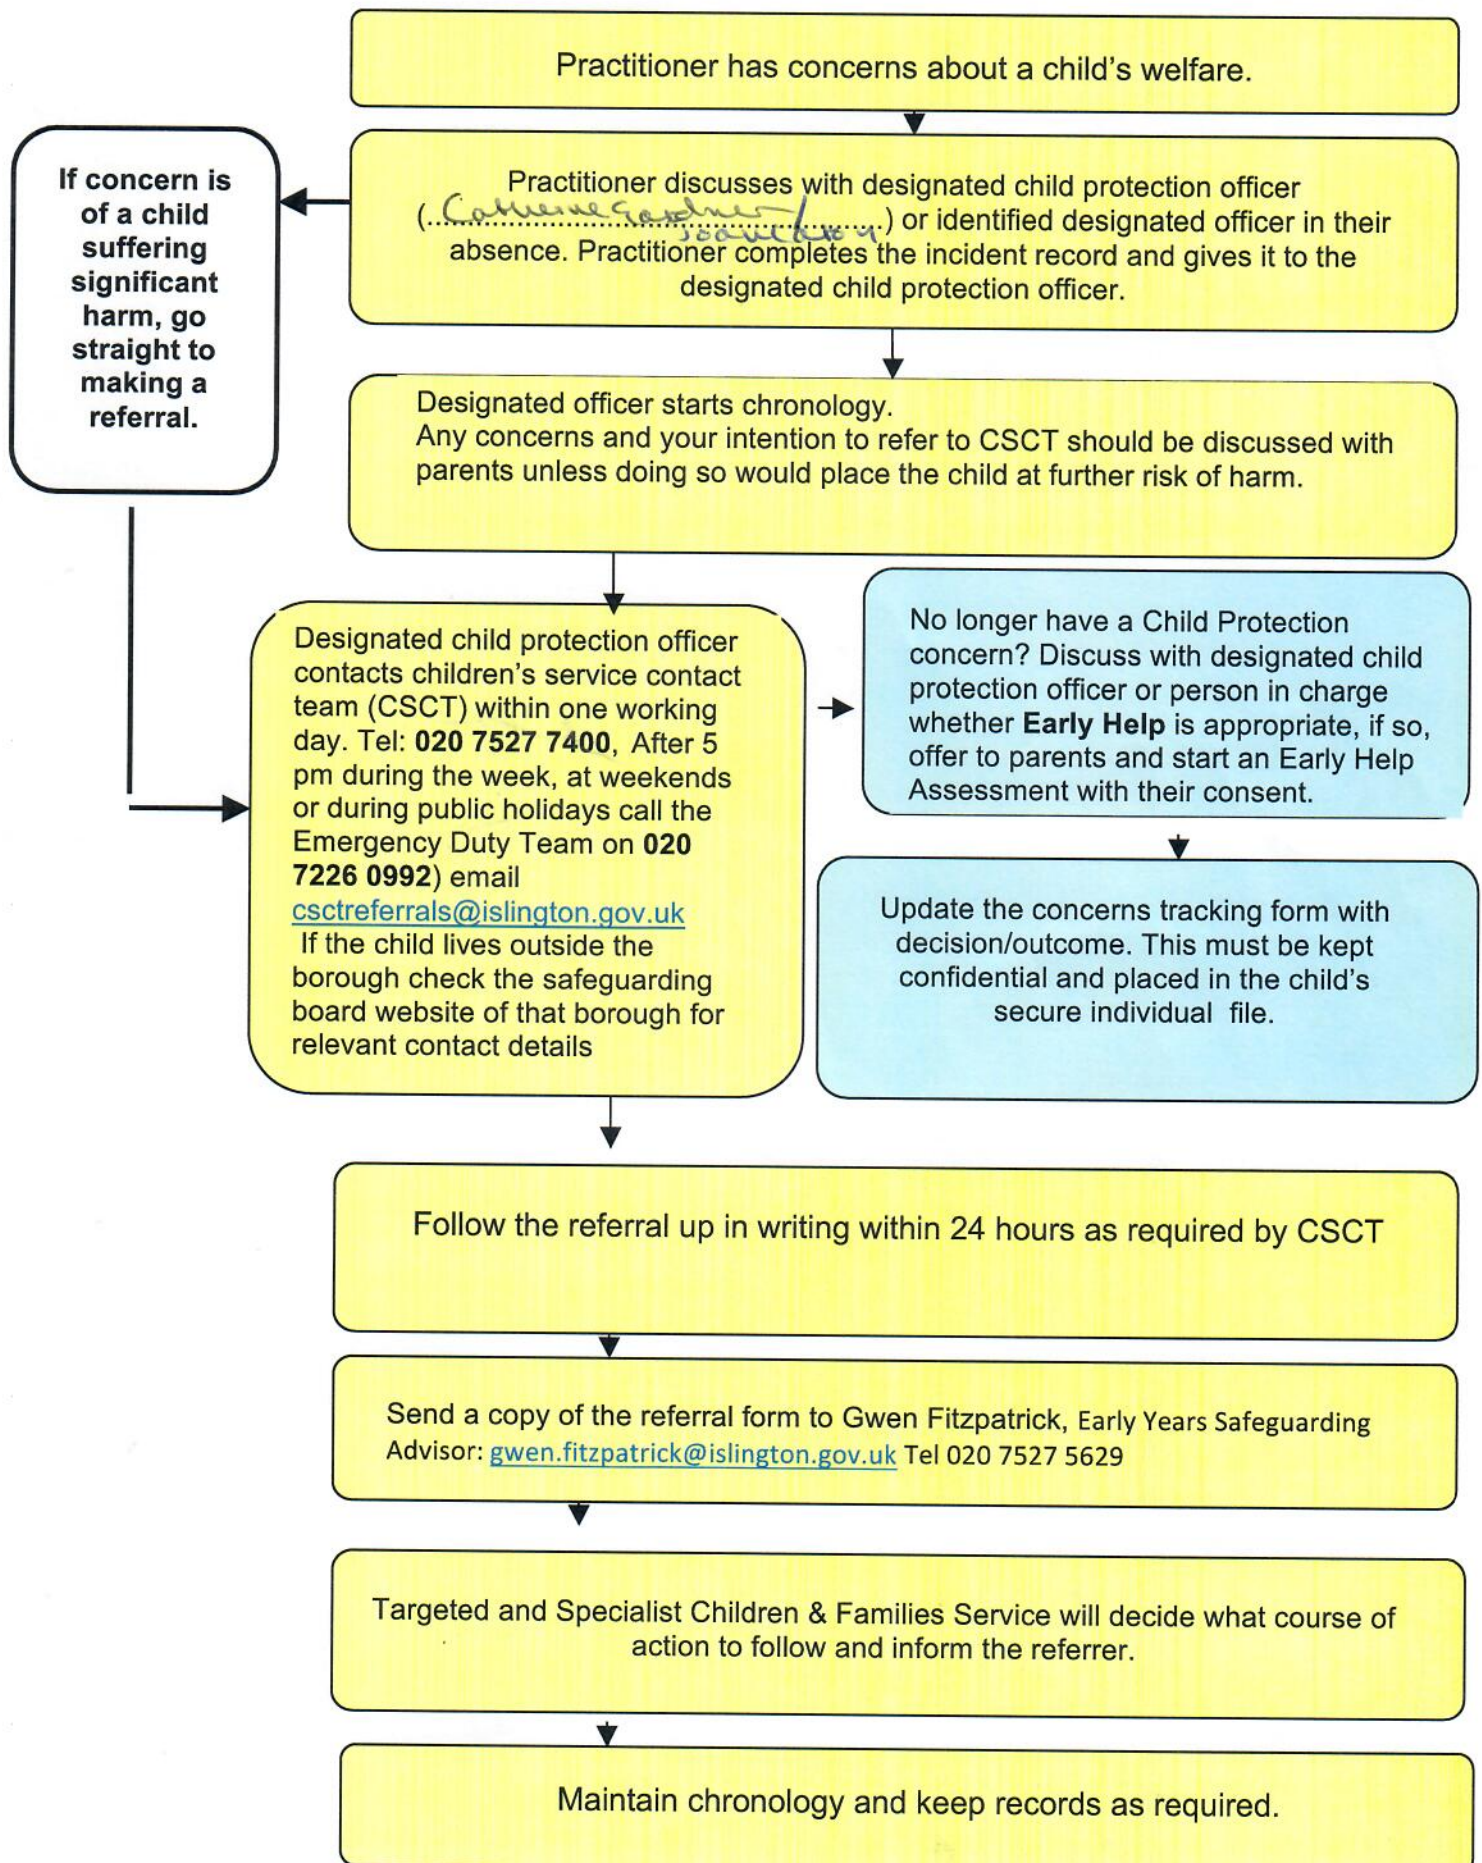 Practitioner has concerns about a child's welfare.
If concern is
of a child
suffering
significant
harm, go
straight to
making a
referral.
Practitioner discusses with designated child protection officer
(..Catherine Gardner/..) or identified designated officer in their
absence. Practitioner completes the incident record and gives it to the
designated child protection officer.
Designated officer starts chronology.
Any concerns and your intention to refer to CSCT should be discussed with
parents unless doing so would place the child at further risk of harm.
Designated child protection officer
contacts children's service contact
team (CSCT) within one working
day. Tel: 020 7527 7400, After 5
pm during the week, at weekends
or during public holidays call the
Emergency Duty Team on 020
7226 0992) email
csctreferrals@islington.gov.uk
If the child lives outside the
borough check the safeguarding
board website of that borough for
relevant contact details
No longer have a Child Protection
concern? Discuss with designated child
protection officer or person in charge
whether Early Help is appropriate, if so,
offer to parents and start an Early Help
Assessment with their consent.
Update the concerns tracking form with
decision/outcome. This must be kept
confidential and placed in the child's
secure individual file.
Follow the referral up in writing within 24 hours as required by CSCT
Send a copy of the referral form to Gwen Fitzpatrick, Early Years Safeguarding
Advisor: gwen.fitzpatrick@islington.gov.uk Tel 020 7527 5629
Targeted and Specialist Children & Families Service will decide what course of
action to follow and inform the referrer.
Maintain chronology and keep records as required.